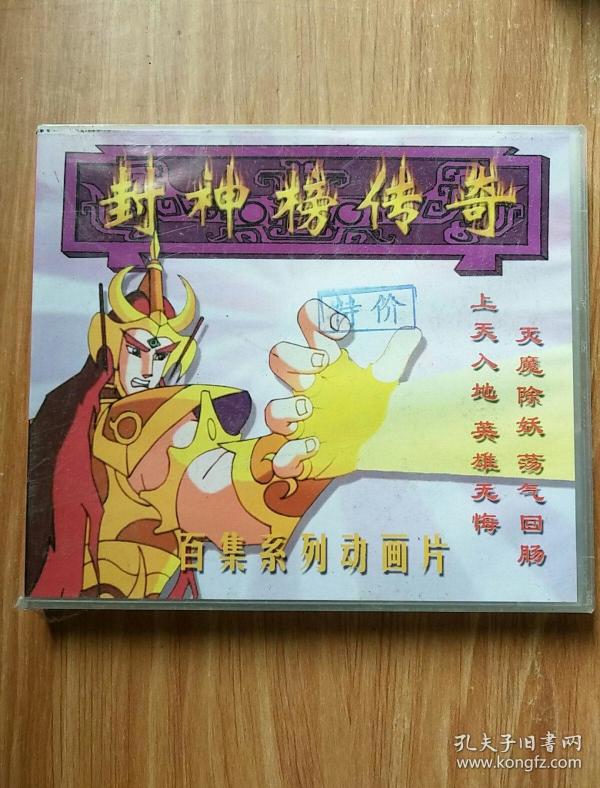 封神榜传奇
特价
灭魔除妖 荡气回肠
上天入地 英雄无悔
百集系列动画片
孔夫子旧書网
www.kongfz.com